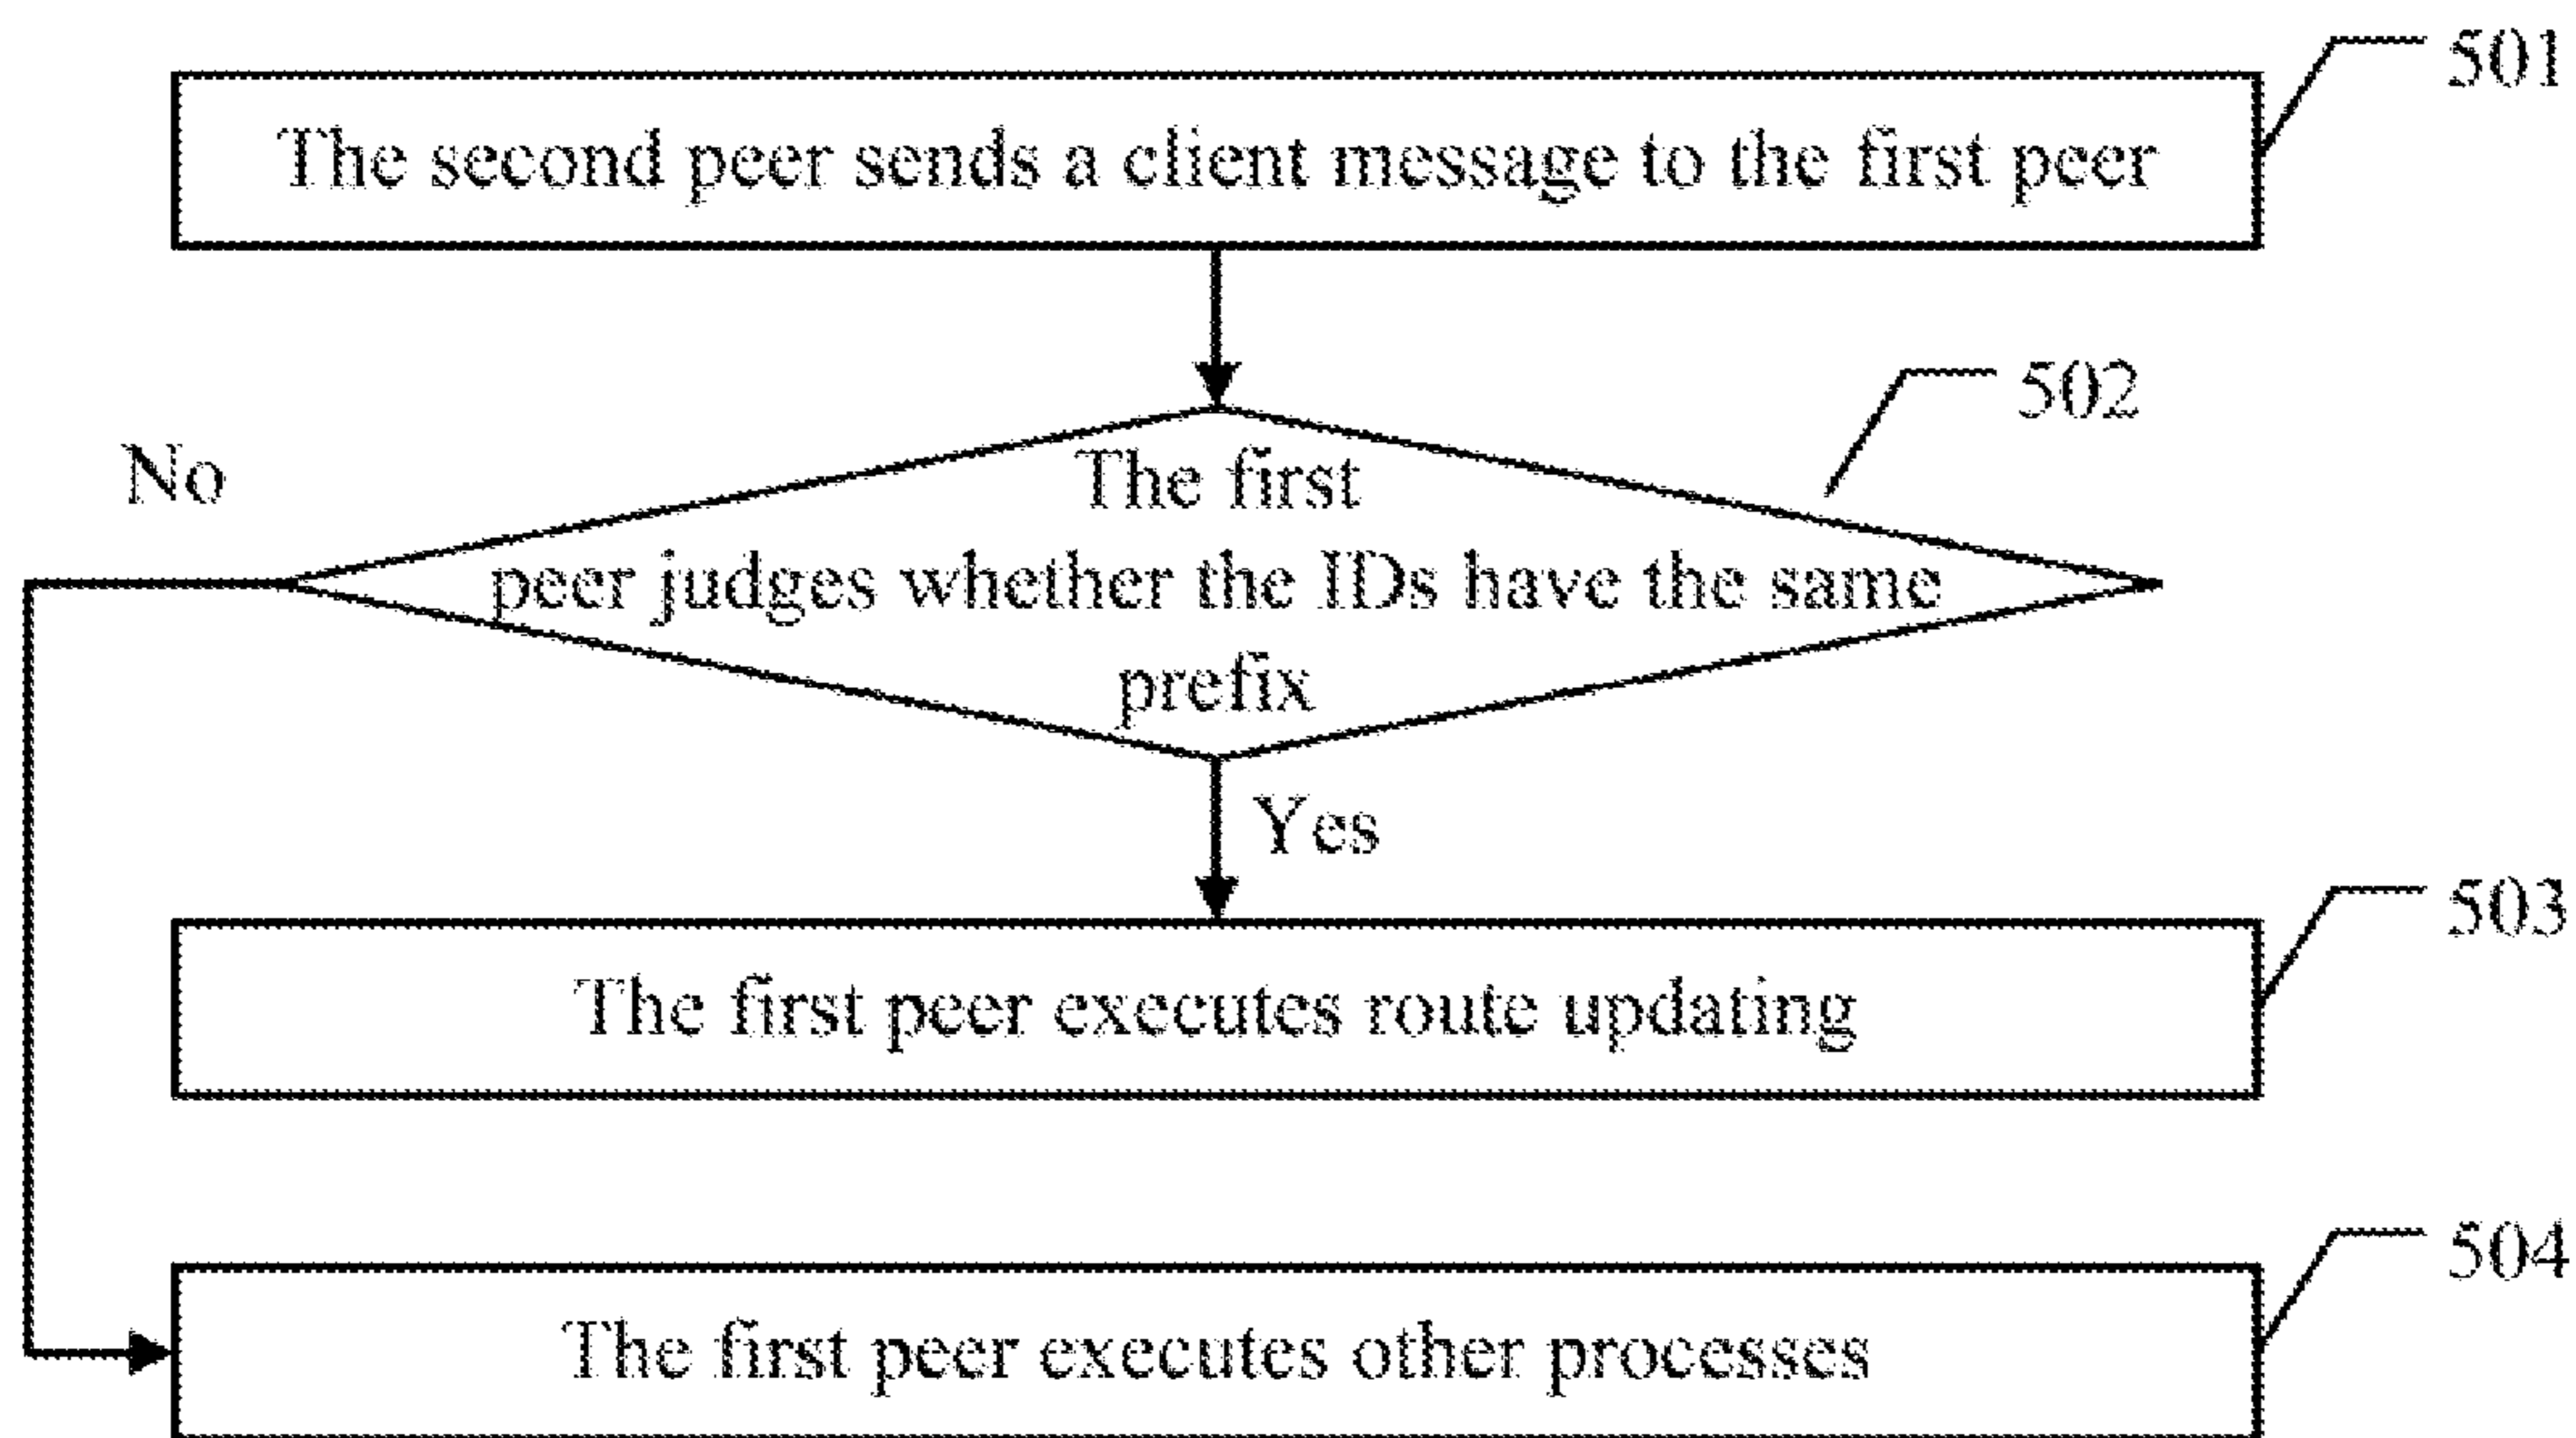 501
The second peer sends a client message to the first peer
502
No
The first
peer judges whether the IDs have the same
prefix
Yes
503
The first peer executes route updating
504
The first peer executes other processes